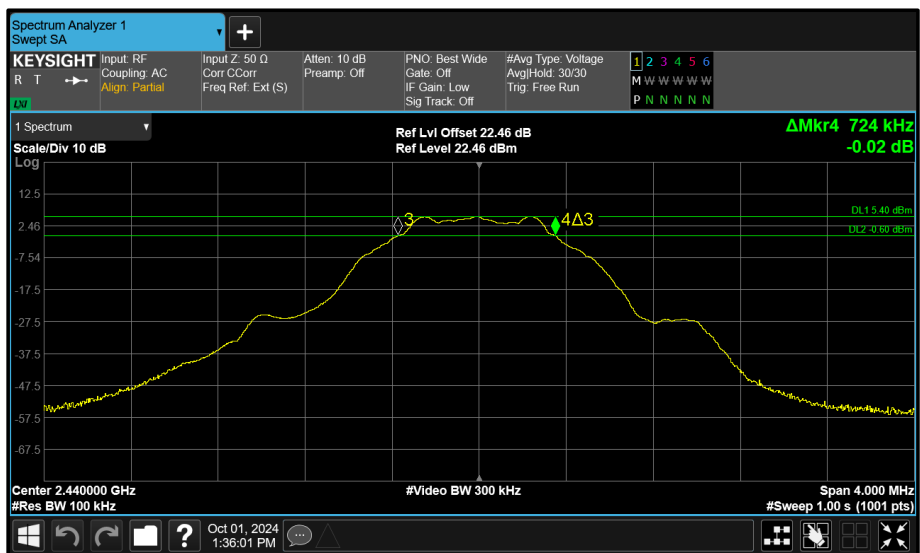 Spectrum Analyzer 1
Swept SA
KEYSIGHT
R T
LXI
Input: RF
Coupling: AC
Align: Partial
Input Z: 50 Ω
Corr CCorr
Freq Ref: Ext (S)
Atten: 10 dB
Preamp: Off
PNO: Best Wide
Gate: Off
IF Gain: Low
Sig Track: Off
#Avg Type: Voltage
Avg|Hold: 30/30
Trig: Free Run
1 2 3 4 5 6
M W W W W W
P N N N N N
1 Spectrum
Scale/Div 10 dB
Log
Ref Lvl Offset 22.46 dB
Ref Level 22.46 dBm
ΔMkr4 724 kHz
-0.02 dB
12.5
2.46
-7.54
-17.5
-27.5
-37.5
-47.5
-57.5
-67.5
3
4Δ3
DL1 5.40 dBm
DL2 -0.60 dBm
Center 2.440000 GHz
#Res BW 100 kHz
#Video BW 300 kHz
Span 4.000 MHz
#Sweep 1.00 s (1001 pts)
?
Oct 01, 2024
1:36:01 PM